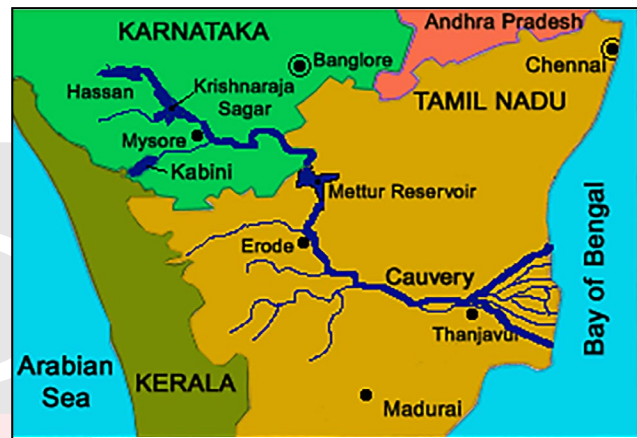 KARNATAKA
Andhra Pradesh
Banglore
Chennai
Hassan
Krishnaraja
Sagar
TAMIL NADU
Mysore
Kabini
Mettur Reservoir
Erode
Cauvery
Bay of Bengal
Thanjavur
Arabian
Sea
KERALA
Madurai